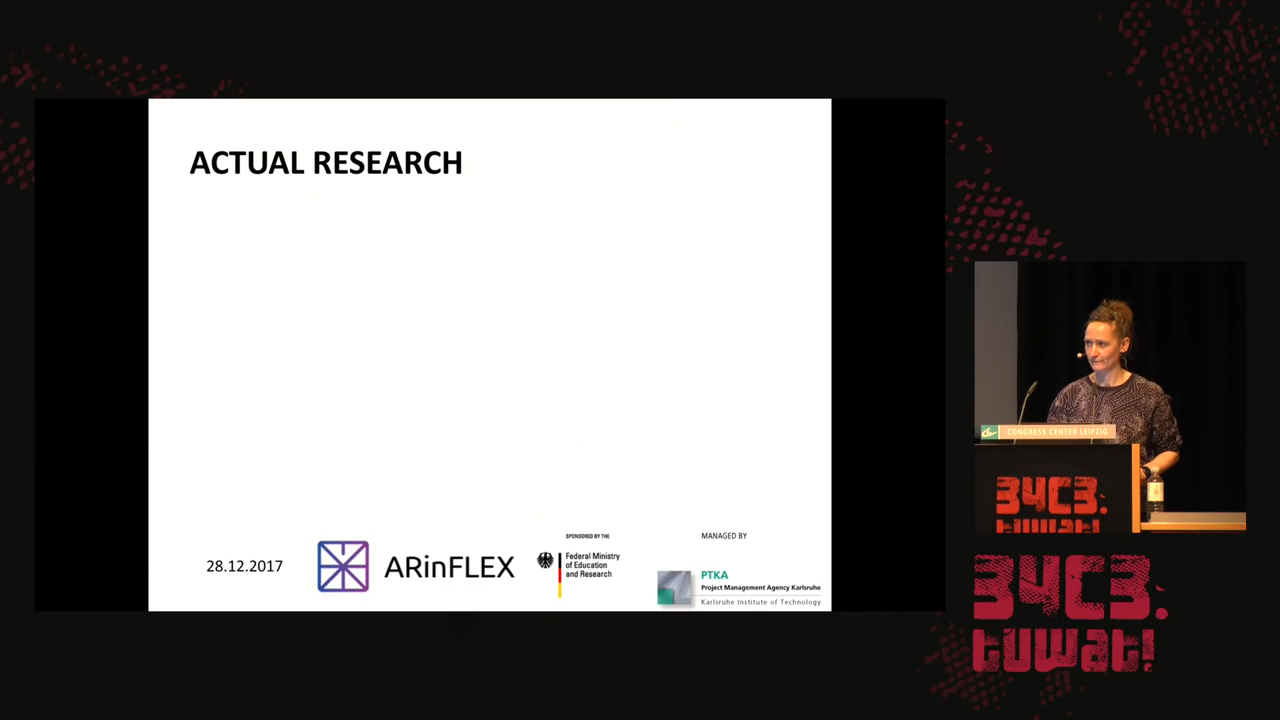 ACTUAL RESEARCH
28.12.2017
ARinFLEX
SPONSORED BY THE
Federal Ministry
of Education
and Research
MANAGED BY
PTKA
Project Management Agency Karlsruhe
Karlsruhe Institute of Technology
CONGRESS CENTER LEIPZIG
34C3.
tuwat!
34C3.
tuwat!